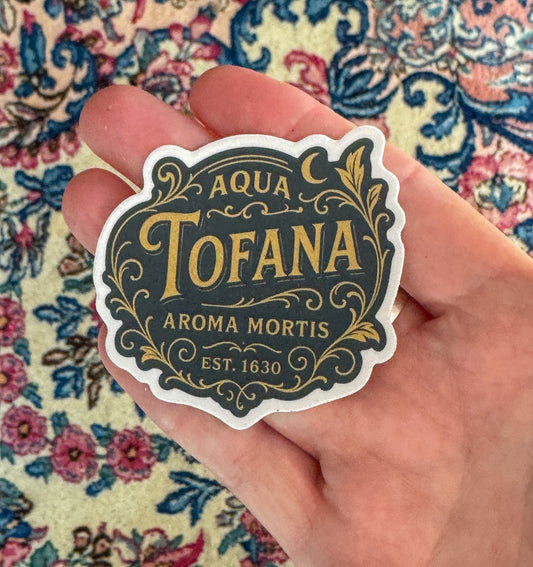 AQUA
TOFANA
AROMA MORTIS
EST. 1630